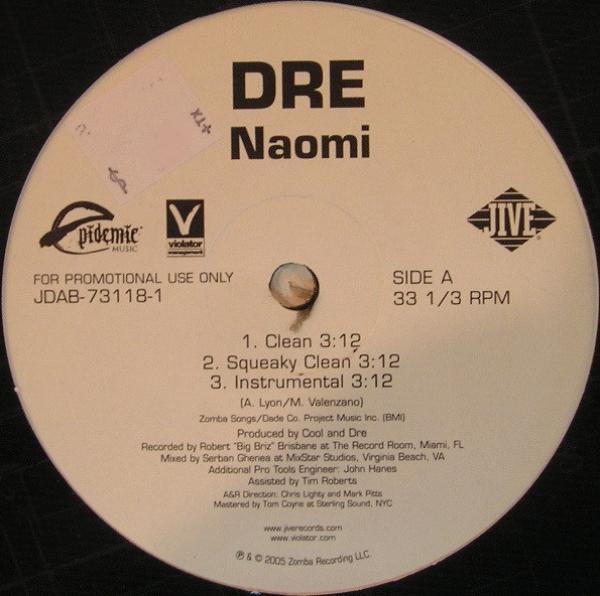 DRE
Naomi
epidemic MUSIC
V violator management
JIVE
FOR PROMOTIONAL USE ONLY
JDAB-73118-1
SIDE A
33 1/3 RPM
1. Clean 3:12
2. Squeaky Clean 3:12
3. Instrumental 3:12
(A. Lyon/M. Valenzano)
Zomba Songs/Dade Co. Project Music Inc. (BMI)
Produced by Cool and Dre
Recorded by Robert "Big Briz" Brisbane at The Record Room, Miami, FL
Mixed by Serban Ghenea at MixStar Studios, Virginia Beach, VA
Additional Pro Tools Engineer: John Hanes
Assisted by Tim Roberts
A&R Direction: Chris Lighty and Mark Pitts
Mastered by Tom Coyne at Sterling Sound, NYC
www.jiverecords.com
www.violator.com
℗ & © 2005 Zomba Recording LLC.